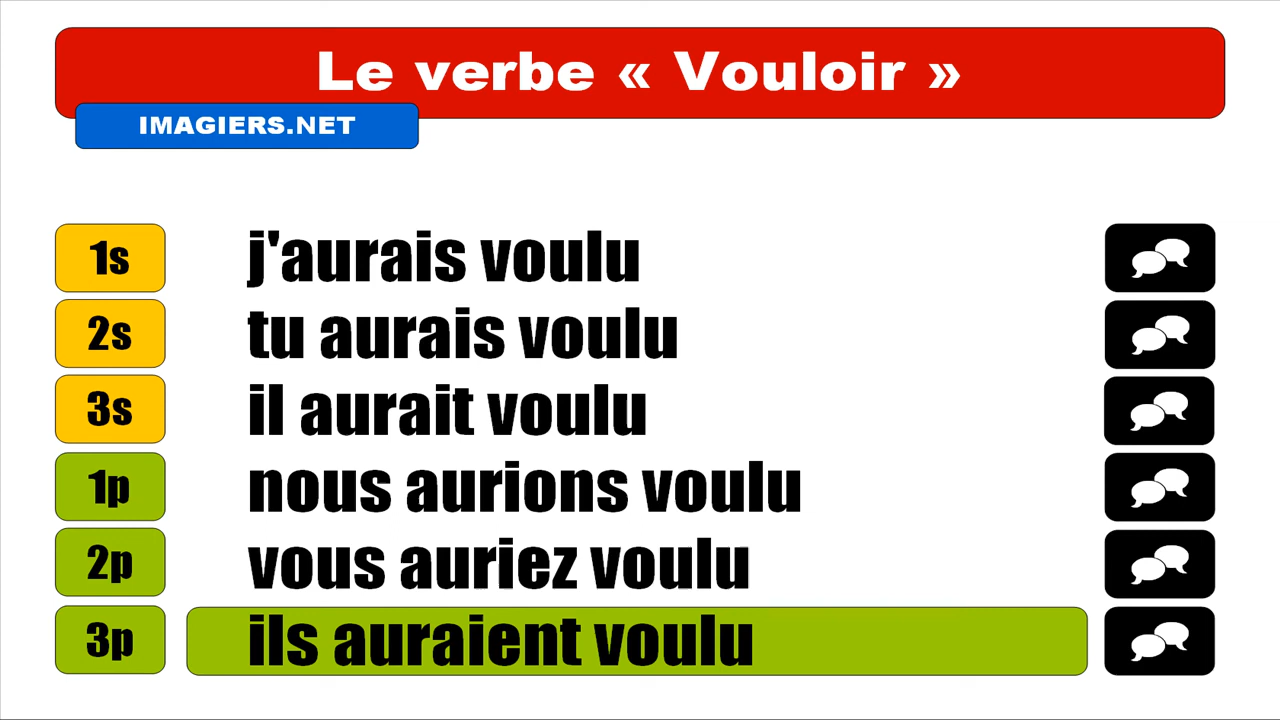 Le verbe « Vouloir »
IMAGIERS.NET
1s j'aurais voulu
2s tu aurais voulu
3s il aurait voulu
1p nous aurions voulu
2p vous auriez voulu
3p ils auraient voulu